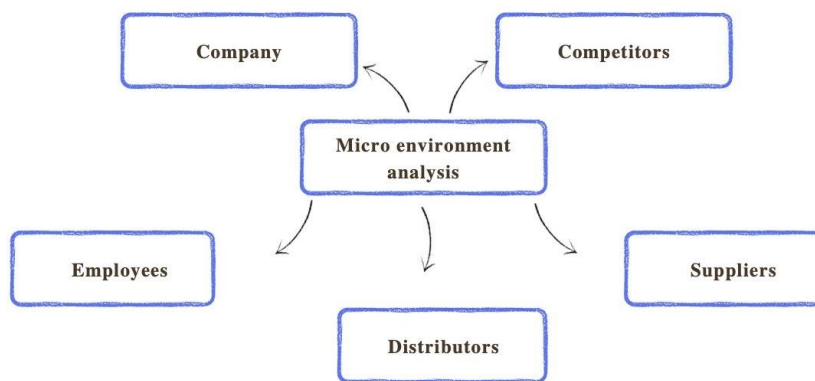 Company
Competitors
Micro environment
analysis
Employees
Suppliers
Distributors